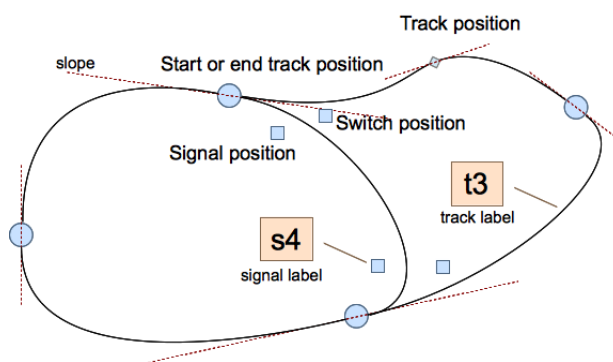 Track position
slope
Start or end track position
Switch position
Signal position
t3
track label
s4
signal label